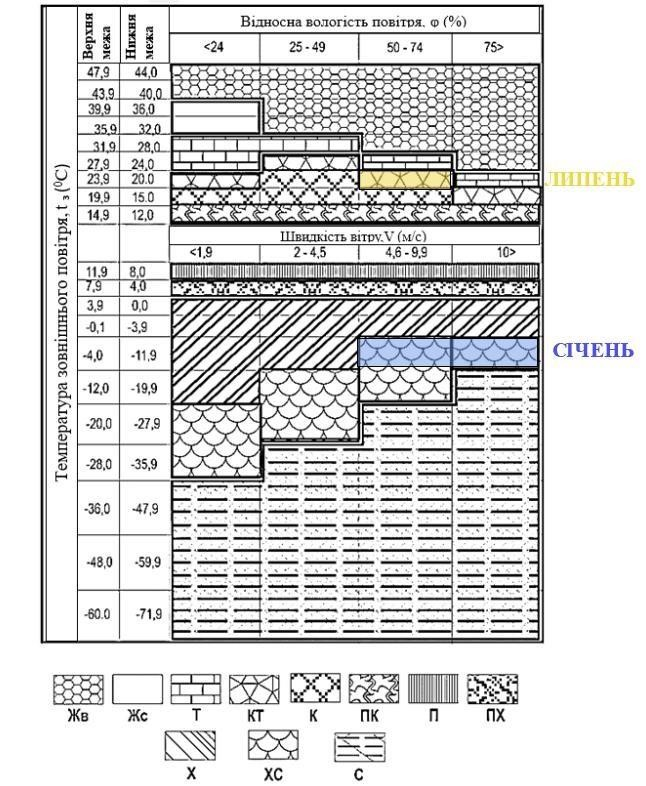 Відносна вологість повітря, φ (%)
Верхня межа Нижня межа
<24 25 - 49 50 - 74 75>
47,9 44,0
43,9 40,0
39,9 36,0
35,9 32,0
31,9 28,0
27,9 24,0
23,9 20.0 ЛИПЕНЬ
19,9 15.0
14,9 12,0
Швидкість вітру,V (м/с)
<1,9 2 - 4,5 4,6 - 9,9 10>
11,9 8,0
7,9 4,0
3,9 0,0
-0,1 -3,9
-4,0 -11,9 СІЧЕНЬ
-12,0 -19,9
-20,0 -27,9
-28,0 -35,9
-36,0 -47,9
-48,0 -59,9
-60.0 -71,9
Температура зовнішнього повітря, t з (⁰С)
Жв Жс Т КТ К ПК П ПХ
Х ХС С